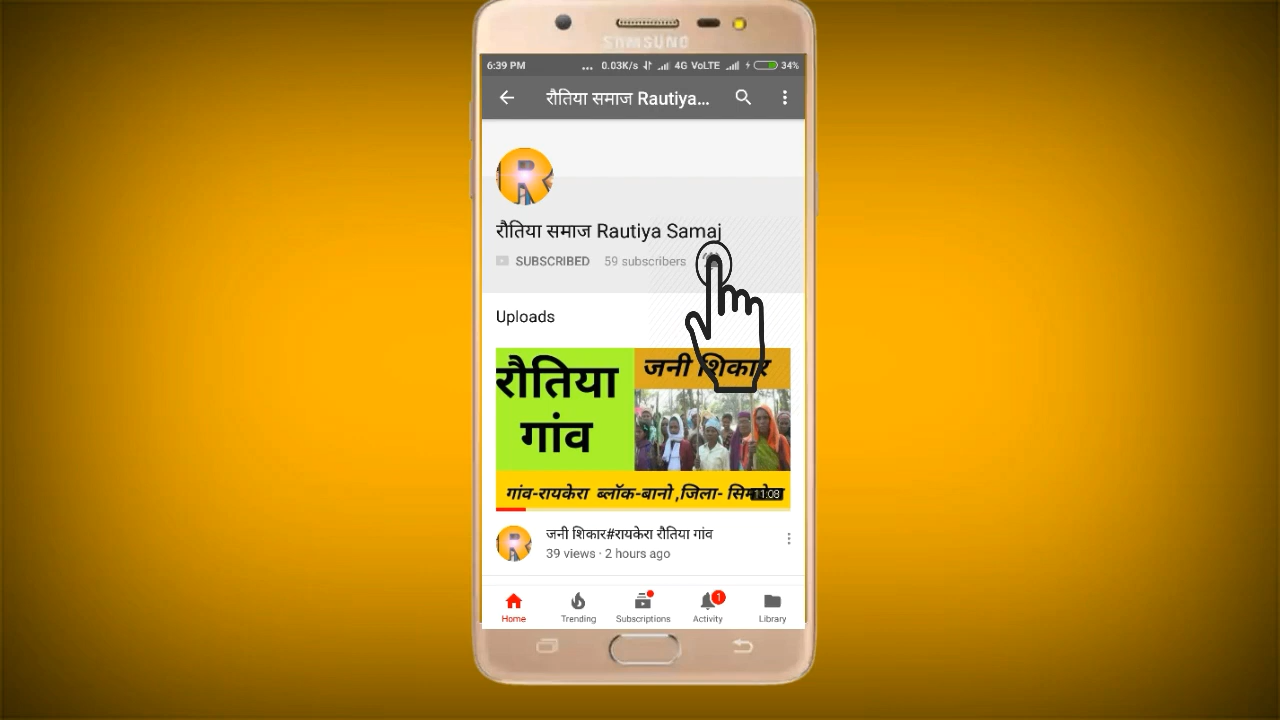 SAMSUNG
6:39 PM ... 0.03K/s 4G VoLTE 34%
रौतिया समाज Rautiya...
R
रौतिया समाज Rautiya Samaj
SUBSCRIBED 59 subscribers
Uploads
रौतिया
गांव
जनी शिकार
गांव-रायकेरा ब्लॉक-बानो ,जिला-
11:08
R
जनी शिकार#रायकेरा रौतिया गांव
39 views · 2 hours ago
1
Home Trending Subscriptions Activity Library